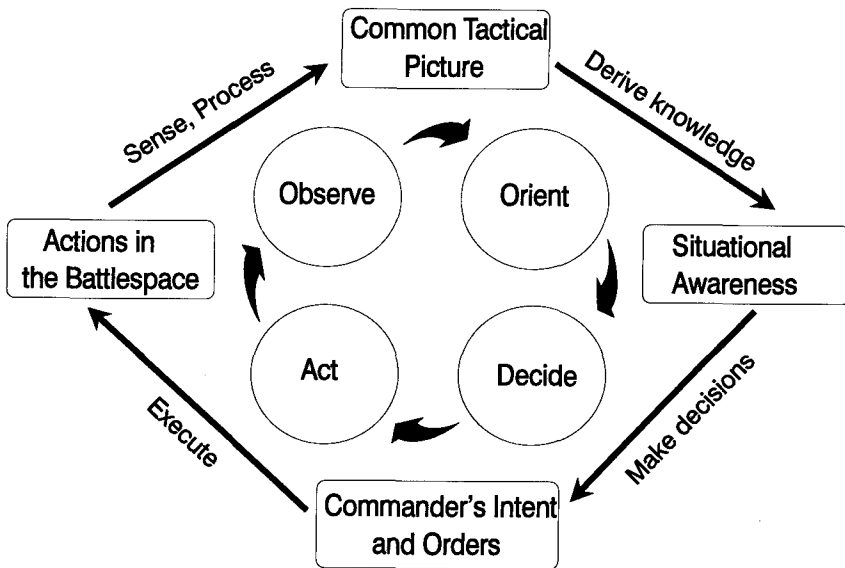 Common Tactical
Picture
Sense, Process
Derive knowledge
Observe
Orient
Actions in
the Battlespace
Situational
Awareness
Act
Decide
Execute
Make decisions
Commander's Intent
and Orders